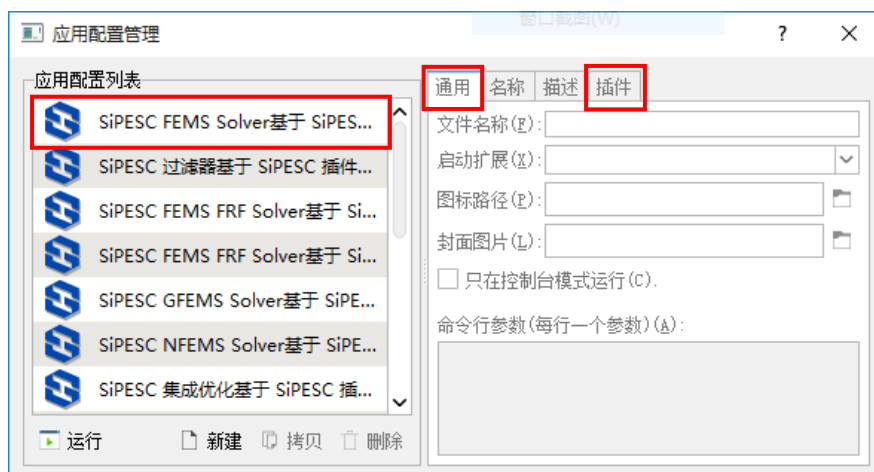 窗口截图(W)
应用配置管理
?
应用配置列表
SiPESC FEMS Solver基于 SiPES...
SiPESC 过滤器基于 SiPESC 插件...
SiPESC FEMS FRF Solver基于 Si...
SiPESC FEMS FRF Solver基于 Si...
SiPESC GFEMS Solver基于 SiPE...
SiPESC NFEMS Solver基于 SiPE...
SiPESC 集成优化基于 SiPESC 插...
运行 新建 拷贝 删除
通用 名称 描述 插件
文件名称(F):
启动扩展(X):
图标路径(P):
封面图片(L):
只在控制台模式运行(C).
命令行参数(每行一个参数)(A):